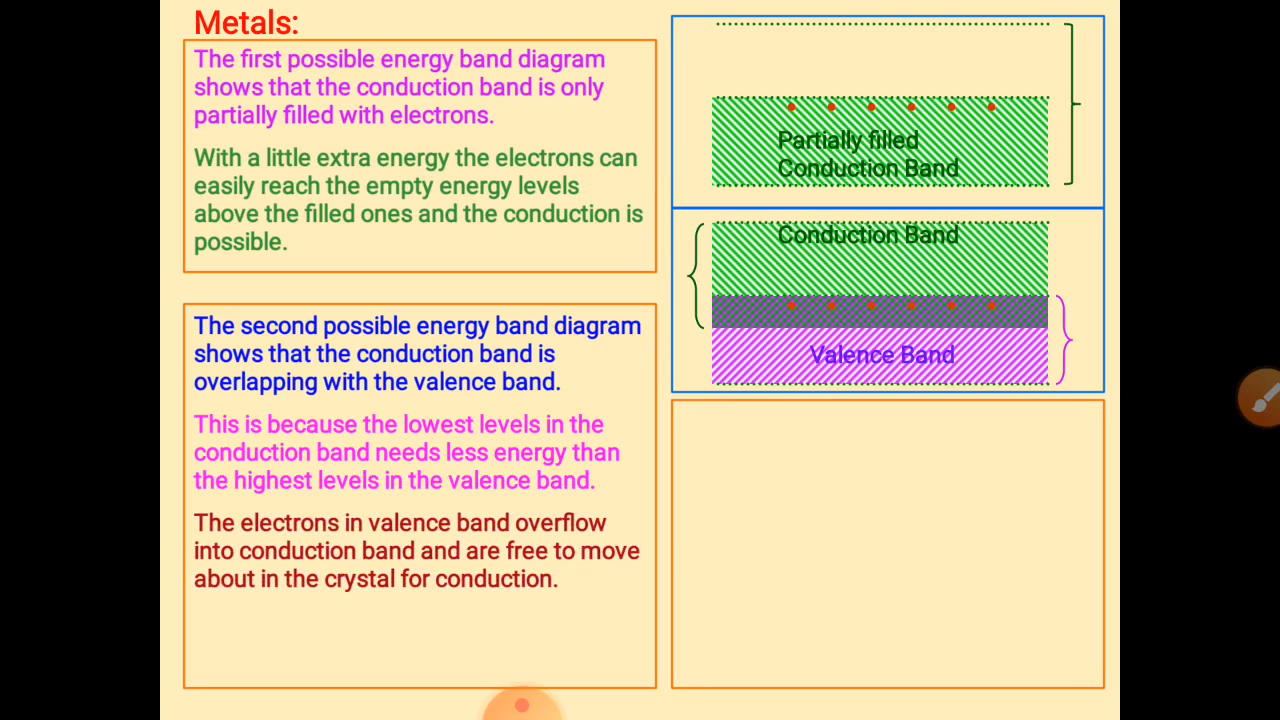 Metals:
The first possible energy band diagram
shows that the conduction band is only
partially filled with electrons.
With a little extra energy the electrons can
easily reach the empty energy levels
above the filled ones and the conduction is
possible.
The second possible energy band diagram
shows that the conduction band is
overlapping with the valence band.
This is because the lowest levels in the
conduction band needs less energy than
the highest levels in the valence band.
The electrons in valence band overflow
into conduction band and are free to move
about in the crystal for conduction.
Partially filled
Conduction Band
Conduction Band
Valence Band